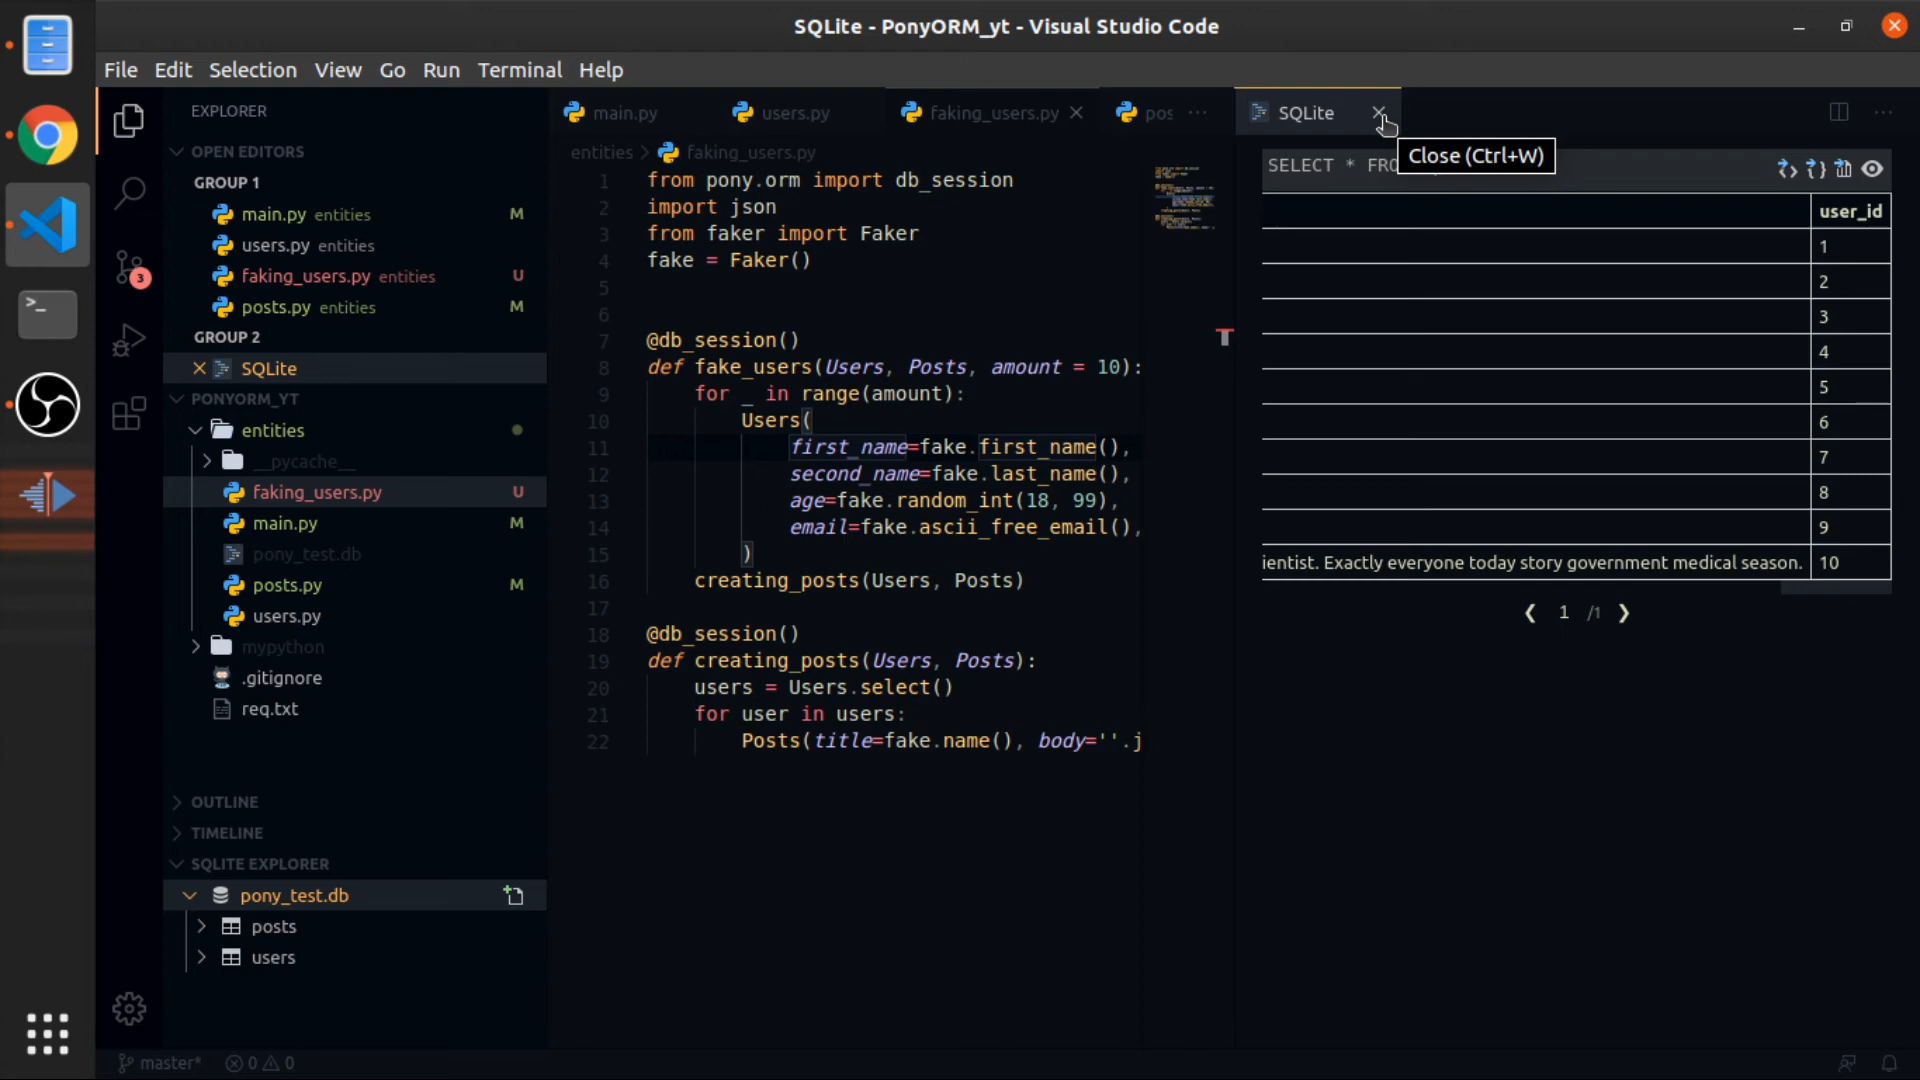 SQLite - PonyORM_yt - Visual Studio Code
File Edit Selection View Go Run Terminal Help
EXPLORER
OPEN EDITORS
GROUP 1
main.py entities M
users.py entities
faking_users.py entities U
posts.py entities M
GROUP 2
SQLite
PONYORM_YT
entities
__pycache__
faking_users.py U
main.py M
pony_test.db
posts.py M
users.py
mypython
.gitignore
req.txt
OUTLINE
TIMELINE
SQLITE EXPLORER
pony_test.db
posts
users
3
main.py users.py faking_users.py pos ···
entities > faking_users.py
1 from pony.orm import db_session
2 import json
3 from faker import Faker
4 fake = Faker()
5
6
7 @db_session()
8 def fake_users(Users, Posts, amount = 10):
9 for _ in range(amount):
10 Users(
11 first_name=fake.first_name(),
12 second_name=fake.last_name(),
13 age=fake.random_int(18, 99),
14 email=fake.ascii_free_email(),
15 )
16 creating_posts(Users, Posts)
17
18 @db_session()
19 def creating_posts(Users, Posts):
20 users = Users.select()
21 for user in users:
22 Posts(title=fake.name(), body=''.j
SQLite
Close (Ctrl+W)
SELECT * FRO
user_id
1
2
3
4
5
6
7
8
9
ientist. Exactly everyone today story government medical season. 10
❮ 1 /1 ❯
master* 0 0